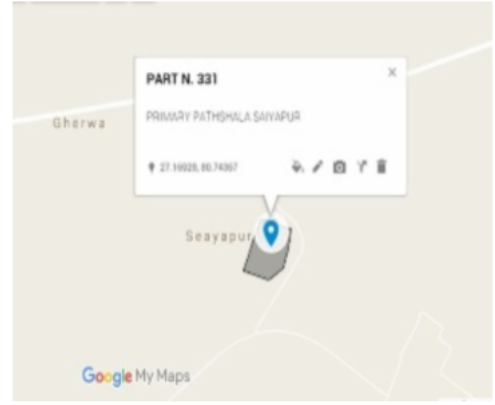 PART N. 331
PRIMARY PATHSHALA SAIYAPUR
Gherwa
27.16928, 80.74367
Seayapur
Google My Maps